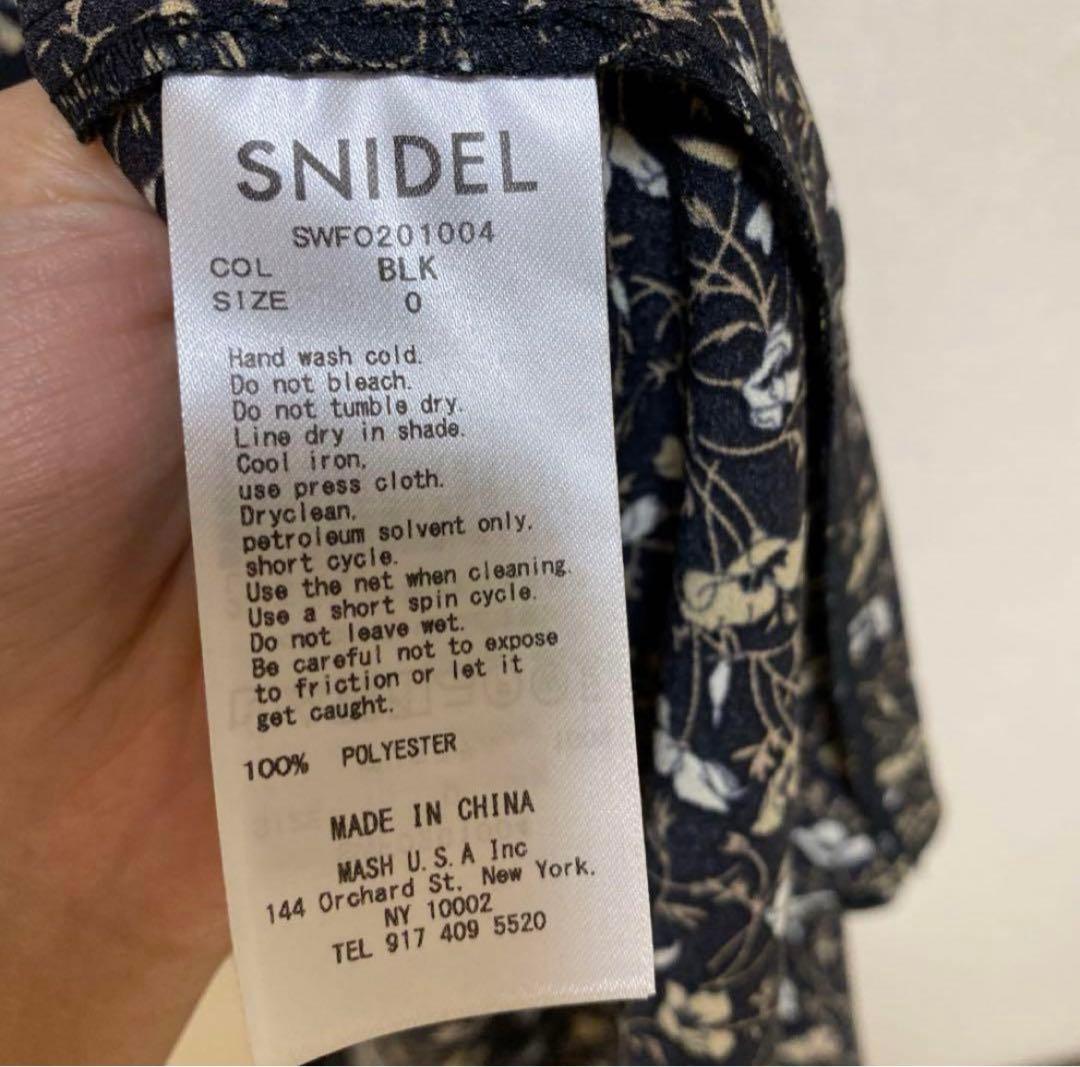 SNIDEL
SWFO201004
COL BLK
SIZE 0
Hand wash cold.
Do not bleach.
Do not tumble dry.
Line dry in shade.
Cool iron,
use press cloth.
Dryclean,
petroleum solvent only,
short cycle.
Use the net when cleaning.
Use a short spin cycle.
Do not leave wet.
Be careful not to expose
to friction or let it
get caught.
100% POLYESTER
MADE IN CHINA
MASH U.S.A Inc
144 Orchard St. New York.
NY 10002
TEL 917 409 5520